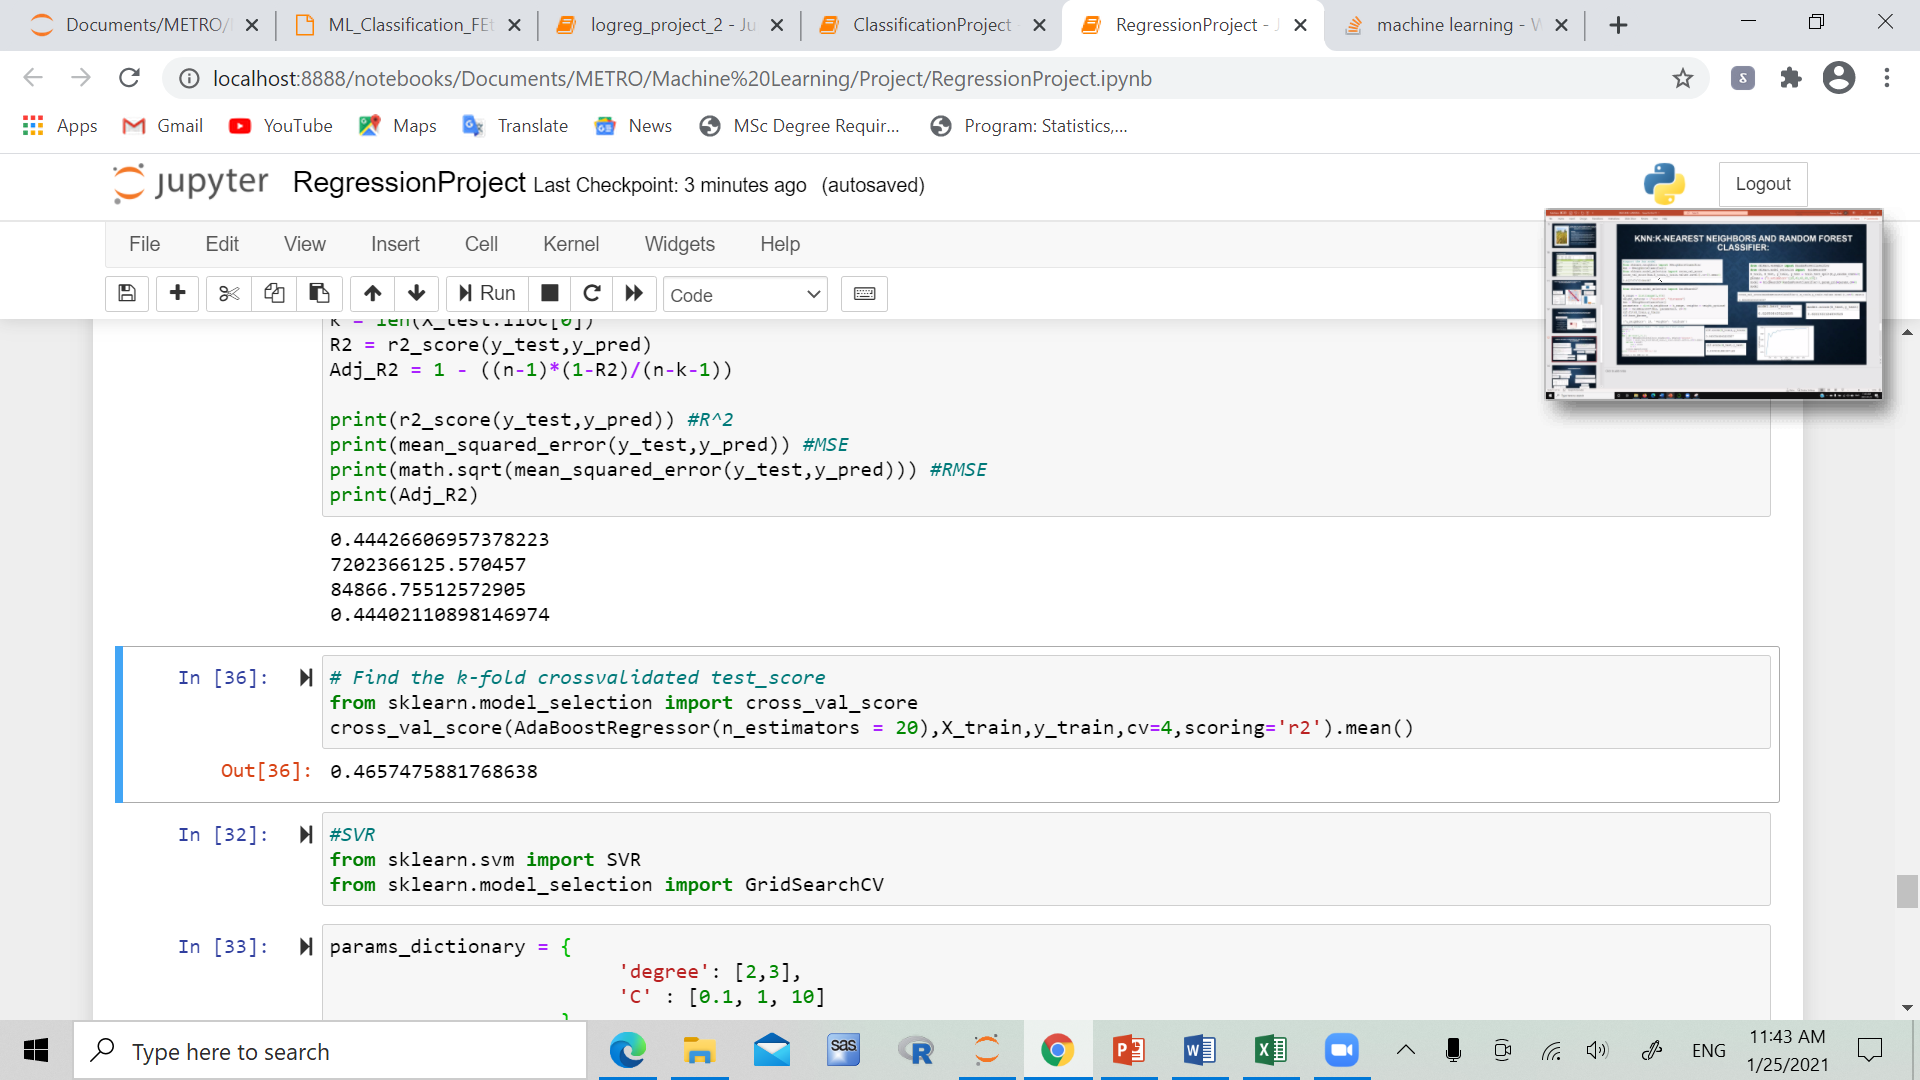 Documents/METRO/
ML_Classification_FEt
logreg_project_2 - Ju
ClassificationProject
RegressionProject - J
machine learning - W
localhost:8888/notebooks/Documents/METRO/Machine%20Learning/Project/RegressionProject.ipynb
Apps Gmail YouTube Maps Translate News MSc Degree Requir... Program: Statistics,...
jupyter RegressionProject Last Checkpoint: 3 minutes ago (autosaved)
Logout
File Edit View Insert Cell Kernel Widgets Help
Run Code
KNN:K-NEAREST NEIGHBORS AND RANDOM FOREST
CLASSIFIER:
k = len(X_test.iloc[0])
R2 = r2_score(y_test,y_pred)
Adj_R2 = 1 - ((n-1)*(1-R2)/(n-k-1))
print(r2_score(y_test,y_pred)) #R^2
print(mean_squared_error(y_test,y_pred)) #MSE
print(math.sqrt(mean_squared_error(y_test,y_pred))) #RMSE
print(Adj_R2)
0.44426606957378223
7202366125.570457
84866.75512572905
0.44402110898146974
In [36]:
# Find the k-fold crossvalidated test_score
from sklearn.model_selection import cross_val_score
cross_val_score(AdaBoostRegressor(n_estimators = 20),X_train,y_train,cv=4,scoring='r2').mean()
Out[36]: 0.4657475881768638
In [32]:
#SVR
from sklearn.svm import SVR
from sklearn.model_selection import GridSearchCV
In [33]:
params_dictionary = {
'degree': [2,3],
'C' : [0.1, 1, 10]
}
Type here to search
sas
ENG
11:43 AM
1/25/2021